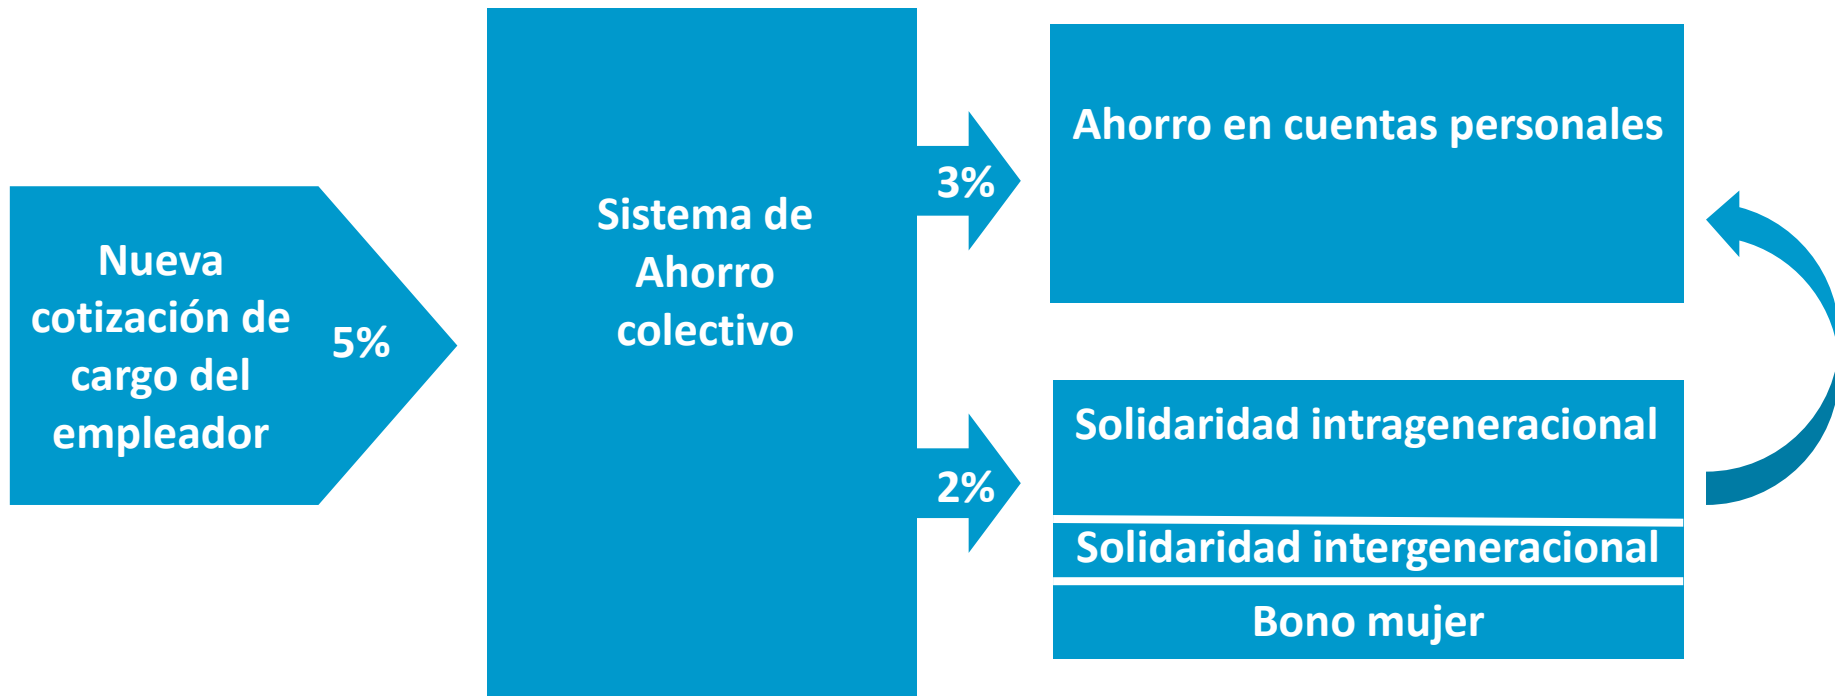 Nueva
cotización de
cargo del
empleador
5%
Sistema de
Ahorro
colectivo
3%
2%
Ahorro en cuentas personales
Solidaridad intrageneracional
Solidaridad intergeneracional
Bono mujer